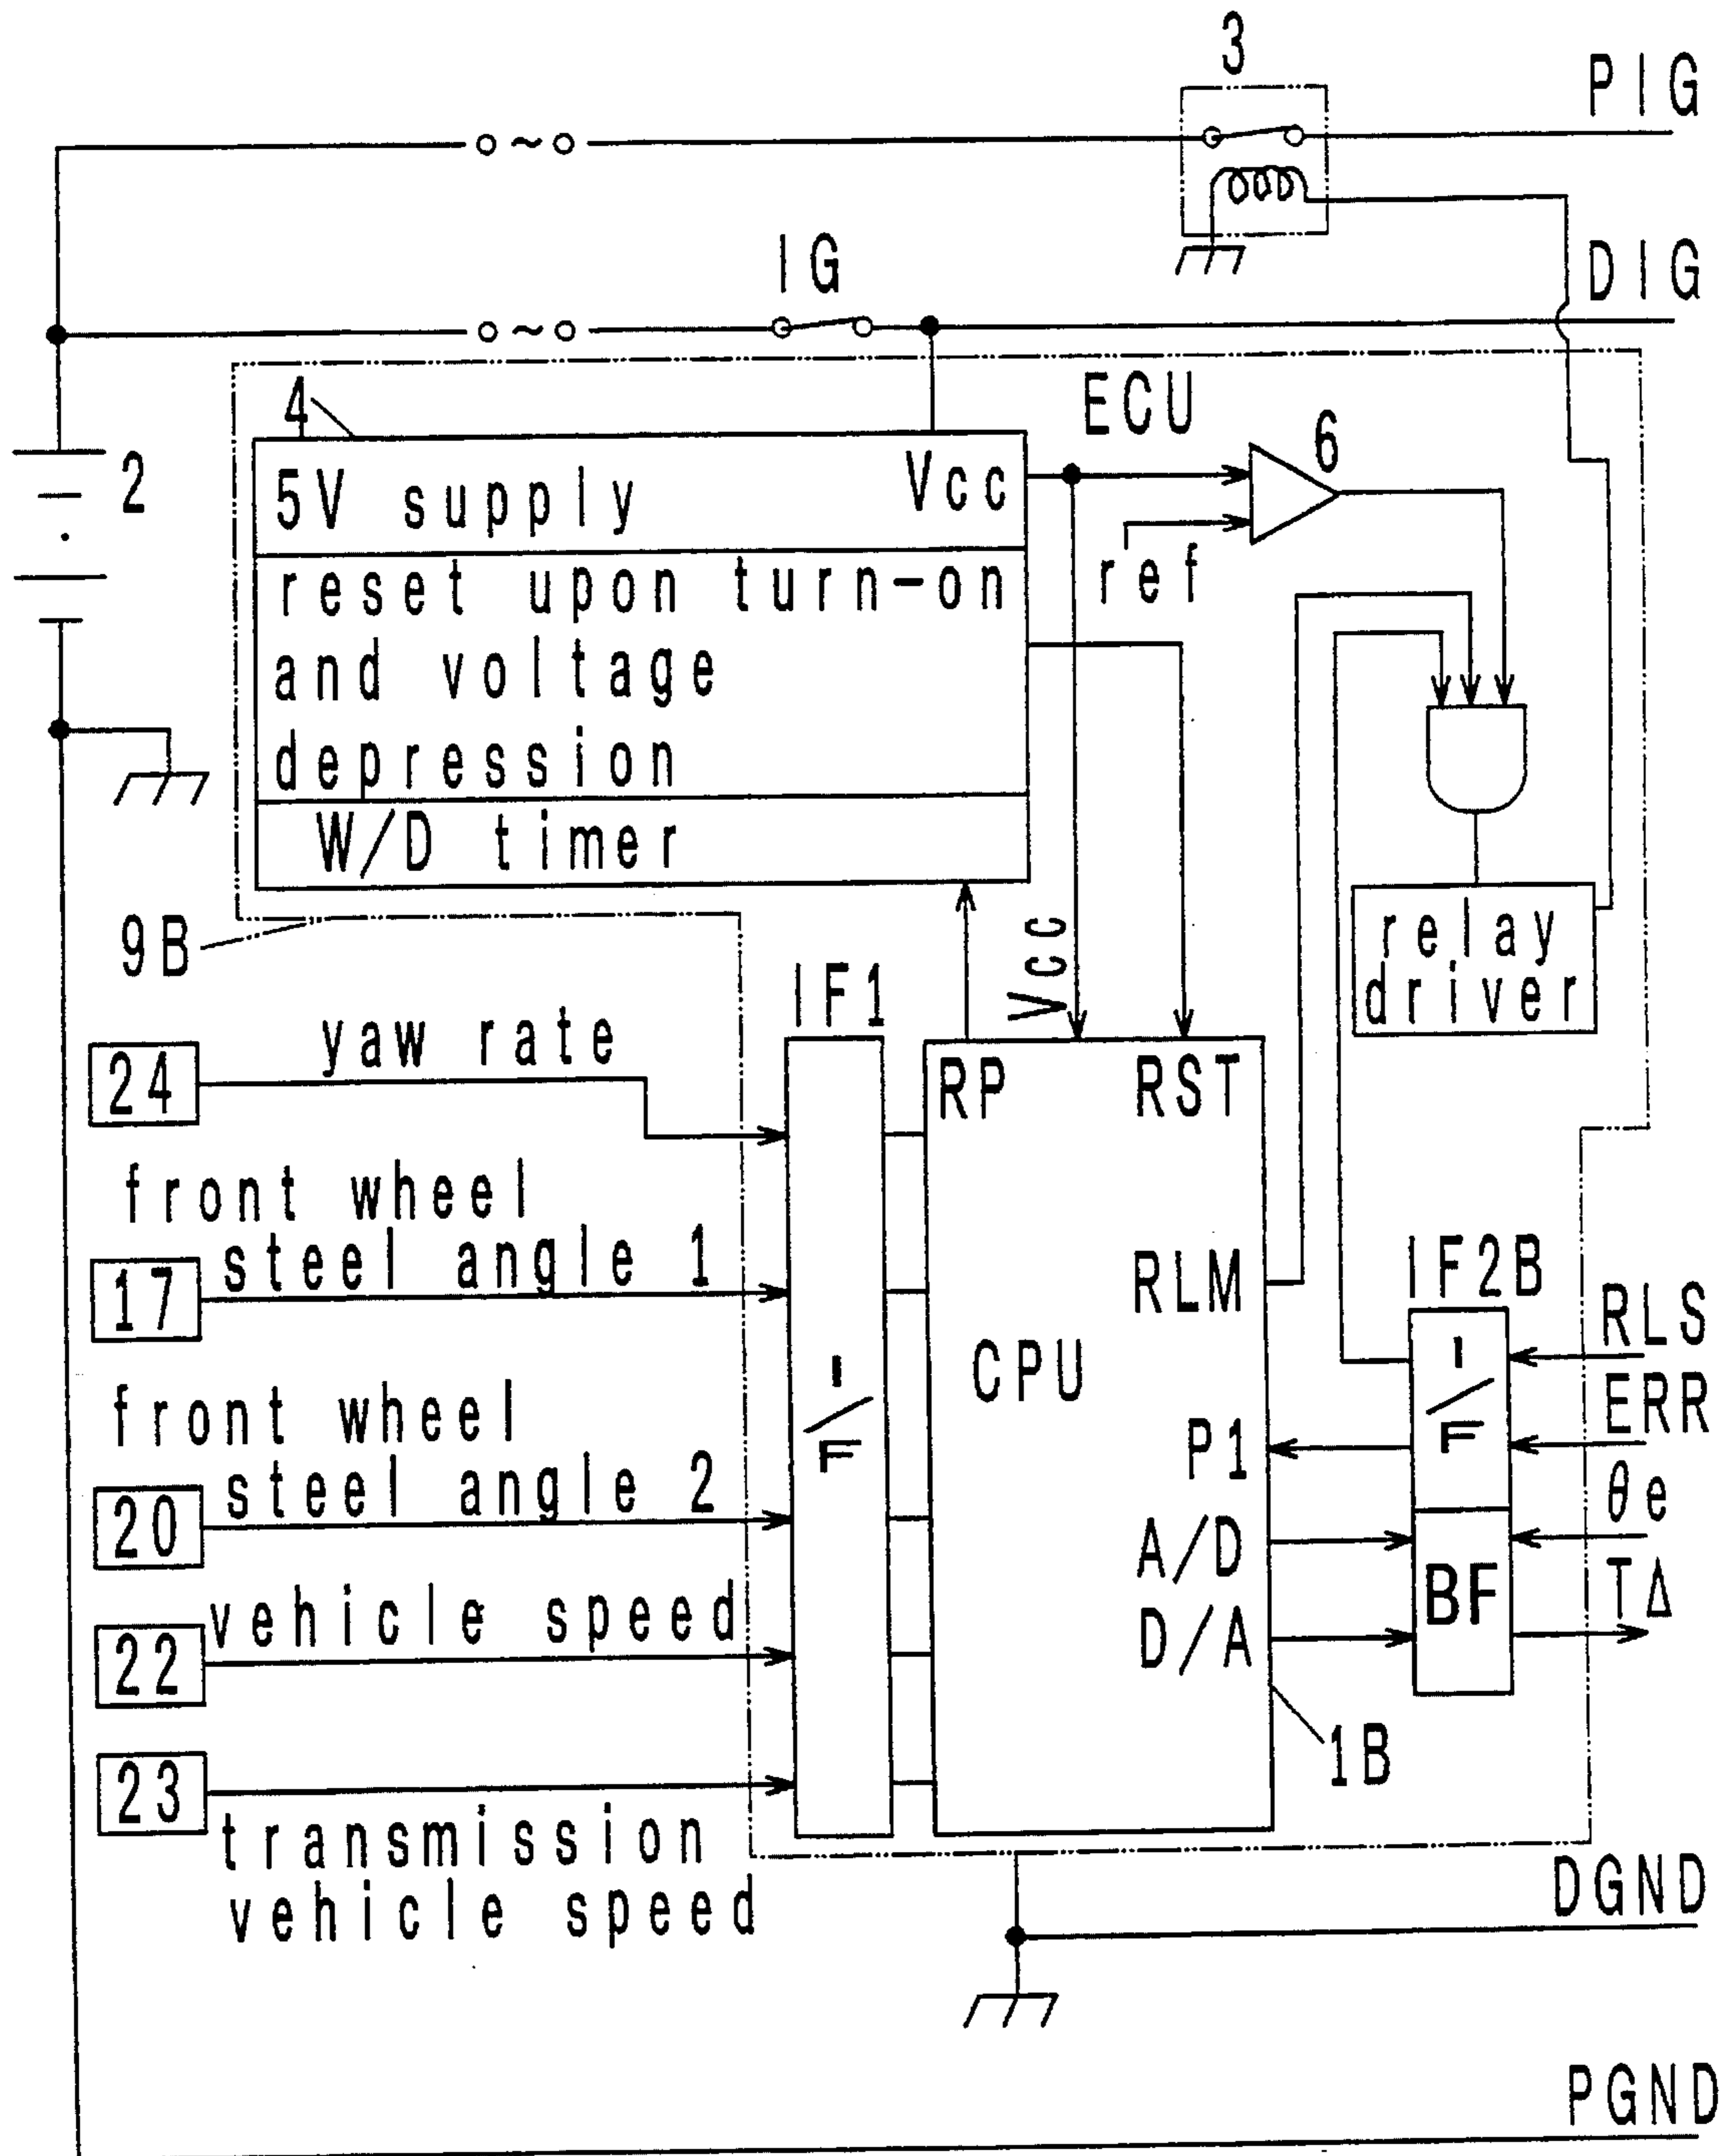 3
PIG
IG
DIG
4
ECU
6
2
5V supply
Vcc
ref
reset upon turn-on
and voltage
depression
W/D timer
9B
relay
driver
Vcc
IF1
yaw rate
24
RP
RST
front wheel
steel angle 1
17
RLM
IF2B
RLS
I/F
CPU
I/F
ERR
front wheel
steel angle 2
20
P1
θe
A/D
BF
TΔ
vehicle speed
22
D/A
1B
23
transmission
vehicle speed
DGND
PGND